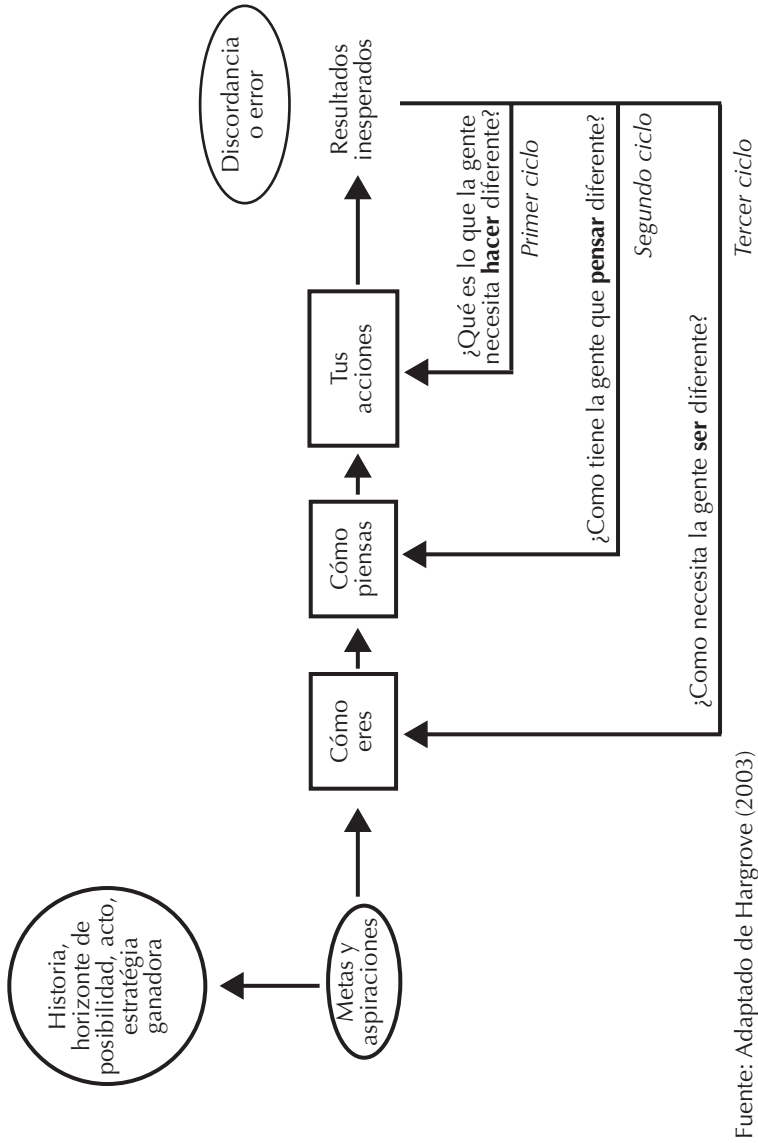 Historia,
horizonte de
posibilidad, acto,
estratégia
ganadora
Metas y
aspiraciones
Cómo
eres
Cómo
piensas
Tus
acciones
Discordancia
o error
Resultados
inesperados
¿Qué es lo que la gente
necesita hacer diferente?
Primer ciclo
¿Como tiene la gente que pensar diferente?
Segundo ciclo
¿Como necesita la gente ser diferente?
Tercer ciclo
Fuente: Adaptado de Hargrove (2003)